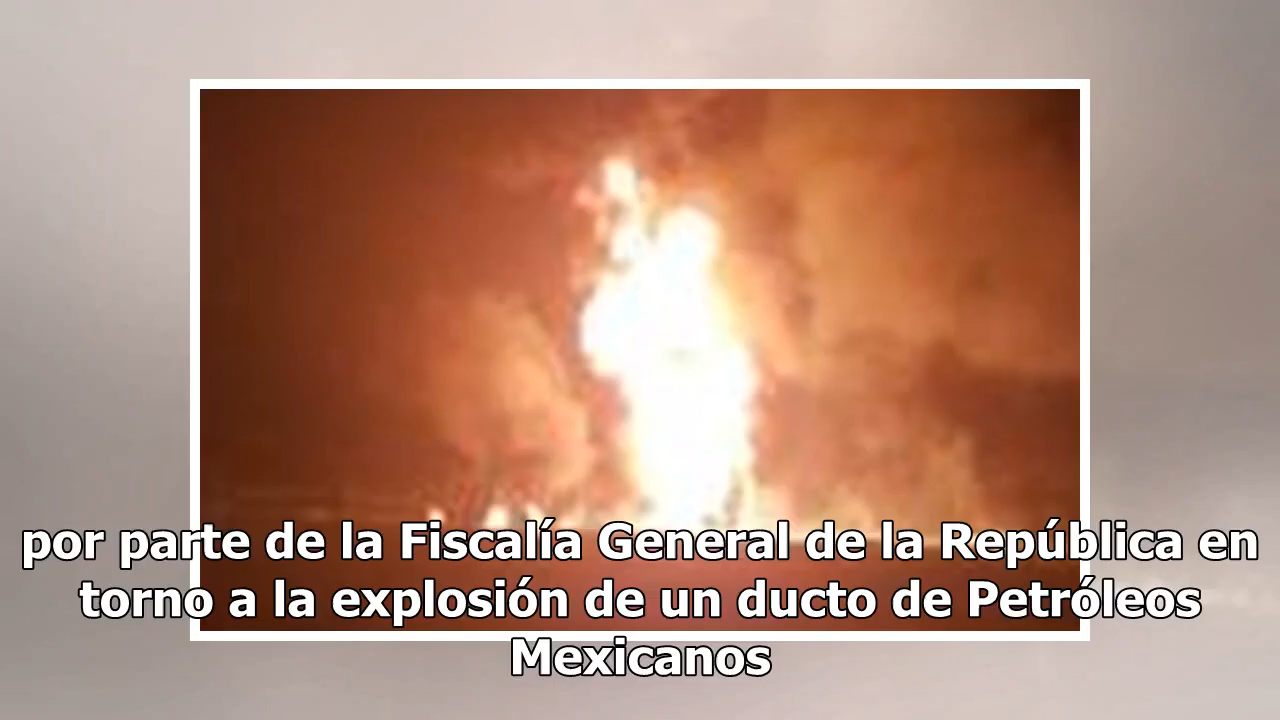 por parte de la Fiscalía General de la República en
torno a la explosión de un ducto de Petróleos
Mexicanos